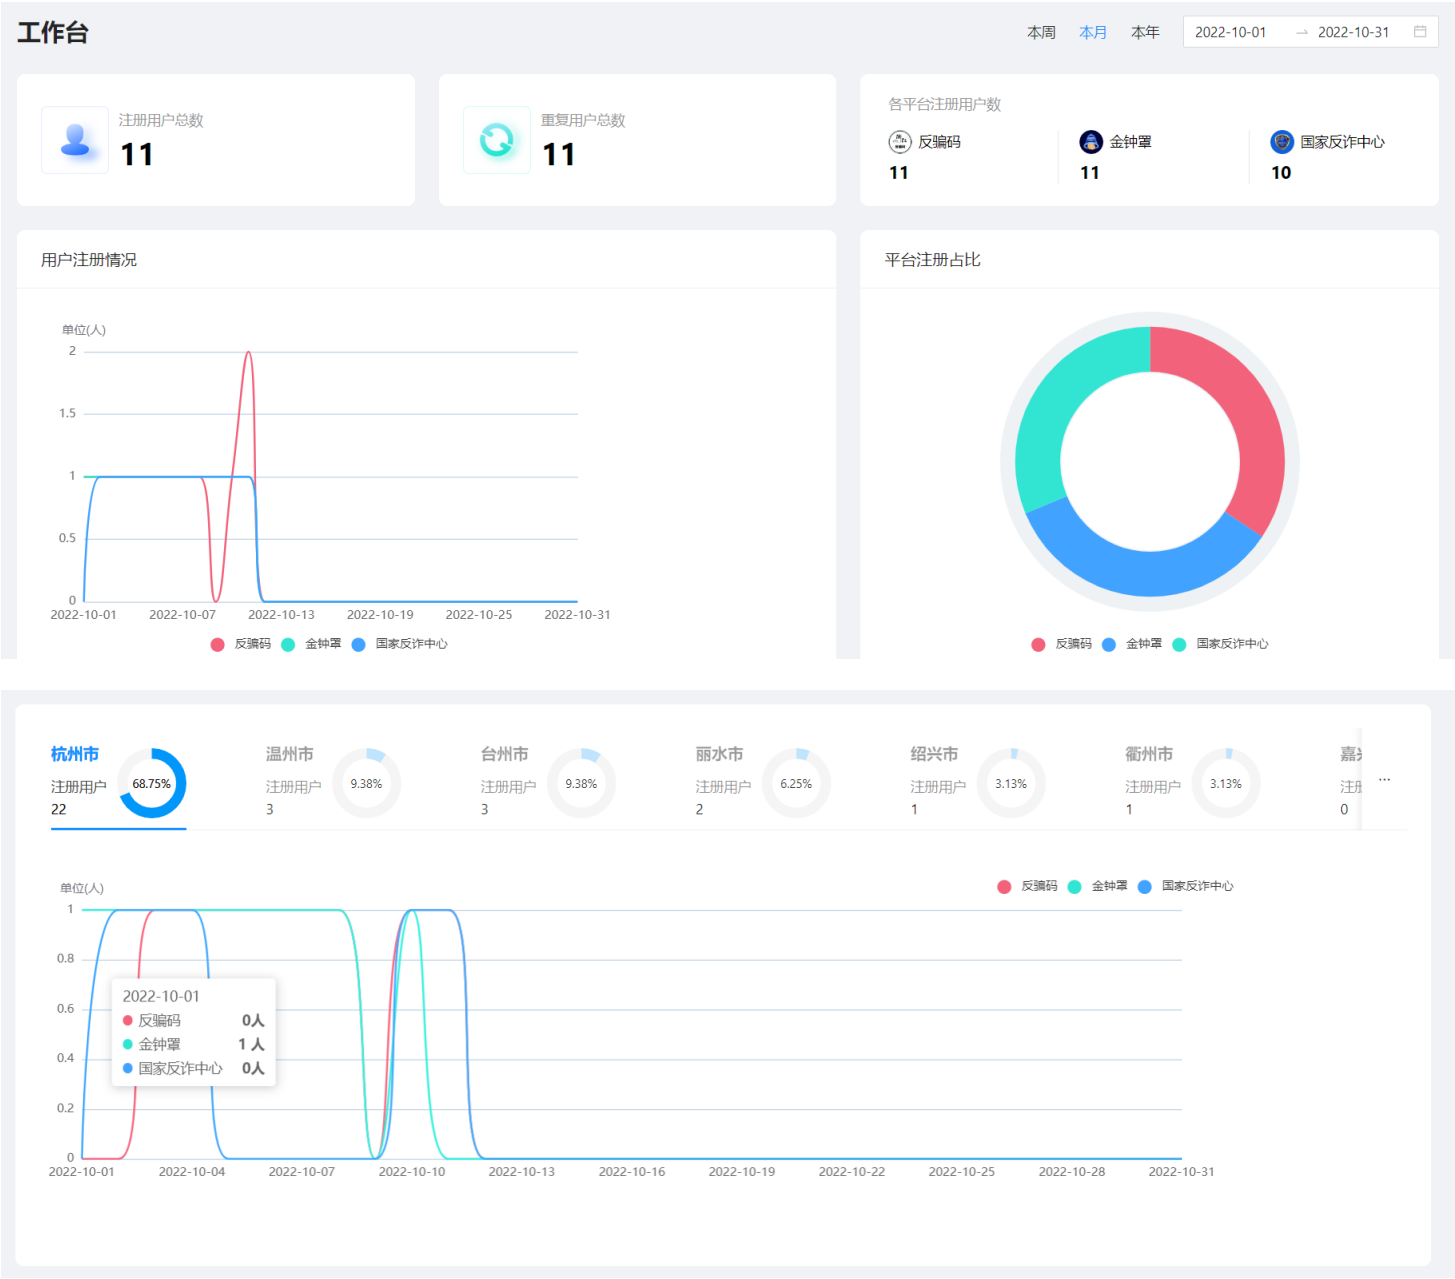 工作台
本周 本月 本年 2022-10-01 → 2022-10-31
注册用户总数
11
重复用户总数
11
各平台注册用户数
反骗码 金钟罩 国家反诈中心
11 11 10
用户注册情况
单位(人)
2
1.5
1
0.5
0
2022-10-01 2022-10-07 2022-10-13 2022-10-19 2022-10-25 2022-10-31
反骗码 金钟罩 国家反诈中心
平台注册占比
反骗码 金钟罩 国家反诈中心
杭州市 温州市 台州市 丽水市 绍兴市 衢州市 嘉
注册用户 注册用户 注册用户 注册用户 注册用户 注册用户 注册
22 3 3 2 1 1 0
68.75% 9.38% 9.38% 6.25% 3.13% 3.13% ...
反骗码 金钟罩 国家反诈中心
单位(人)
1
0.8
0.6
0.4
0.2
0
2022-10-01
反骗码 0人
金钟罩 1 人
国家反诈中心 0人
2022-10-01 2022-10-04 2022-10-07 2022-10-10 2022-10-13 2022-10-16 2022-10-19 2022-10-22 2022-10-25 2022-10-28 2022-10-31